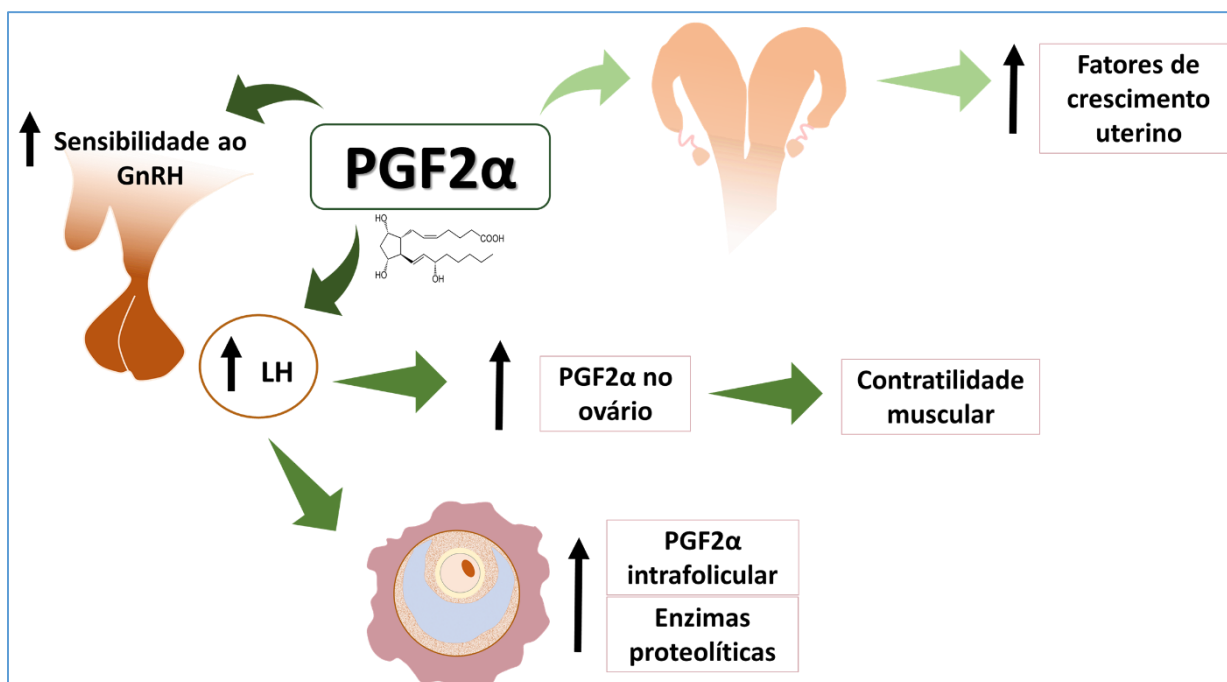 Sensibilidade ao
GnRH
PGF2α
HO
COOH
HO
OH
Fatores de
crescimento
uterino
LH
PGF2α no
ovário
Contratilidade
muscular
PGF2α
intrafolicular
Enzimas
proteolíticas